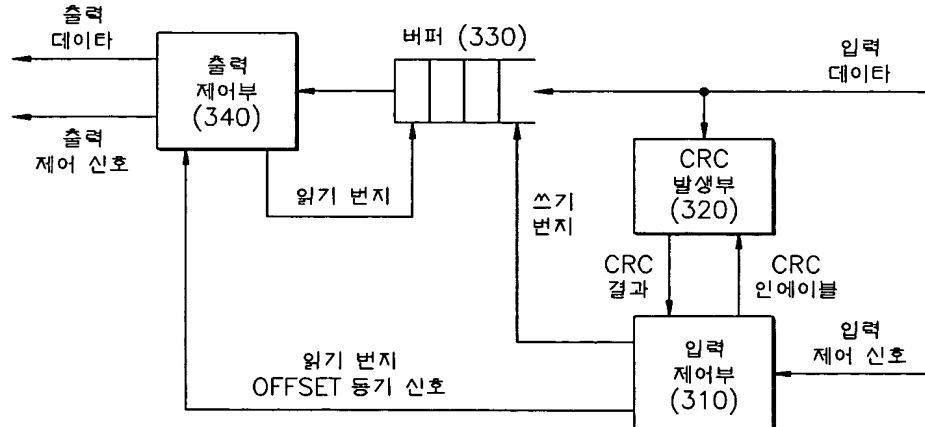 출력
데이타
출력
제어부
(340)
버퍼 (330)
입력
데이타
출력
제어 신호
읽기 번지
쓰기
번지
CRC
발생부
(320)
CRC
결과
CRC
인에이블
읽기 번지
OFFSET 동기 신호
입력
제어부
(310)
입력
제어 신호